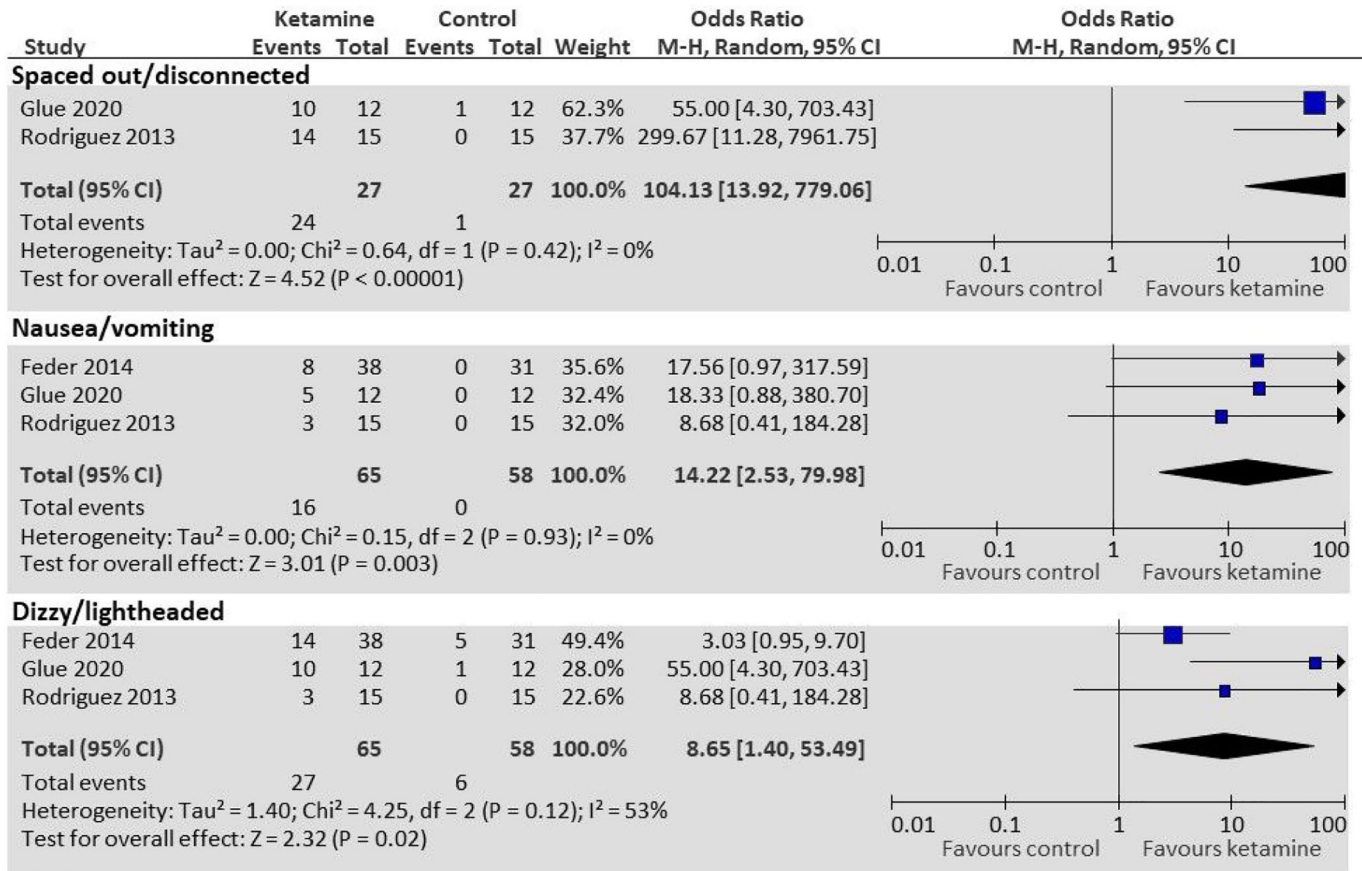 Ketamine Control Odds Ratio Odds Ratio
Study Events Total Events Total Weight M-H, Random, 95% CI M-H, Random, 95% CI
Spaced out/disconnected
Glue 2020 10 12 1 12 62.3% 55.00 [4.30, 703.43]
Rodriguez 2013 14 15 0 15 37.7% 299.67 [11.28, 7961.75]
Total (95% CI) 27 27 100.0% 104.13 [13.92, 779.06]
Total events 24 1
Heterogeneity: Tau² = 0.00; Chi² = 0.64, df = 1 (P = 0.42); I² = 0%
Test for overall effect: Z = 4.52 (P < 0.00001)
0.01 0.1 1 10 100
Favours control Favours ketamine
Nausea/vomiting
Feder 2014 8 38 0 31 35.6% 17.56 [0.97, 317.59]
Glue 2020 5 12 0 12 32.4% 18.33 [0.88, 380.70]
Rodriguez 2013 3 15 0 15 32.0% 8.68 [0.41, 184.28]
Total (95% CI) 65 58 100.0% 14.22 [2.53, 79.98]
Total events 16 0
Heterogeneity: Tau² = 0.00; Chi² = 0.15, df = 2 (P = 0.93); I² = 0%
Test for overall effect: Z = 3.01 (P = 0.003)
0.01 0.1 1 10 100
Favours control Favours ketamine
Dizzy/lightheaded
Feder 2014 14 38 5 31 49.4% 3.03 [0.95, 9.70]
Glue 2020 10 12 1 12 28.0% 55.00 [4.30, 703.43]
Rodriguez 2013 3 15 0 15 22.6% 8.68 [0.41, 184.28]
Total (95% CI) 65 58 100.0% 8.65 [1.40, 53.49]
Total events 27 6
Heterogeneity: Tau² = 1.40; Chi² = 4.25, df = 2 (P = 0.12); I² = 53%
Test for overall effect: Z = 2.32 (P = 0.02)
0.01 0.1 1 10 100
Favours control Favours ketamine